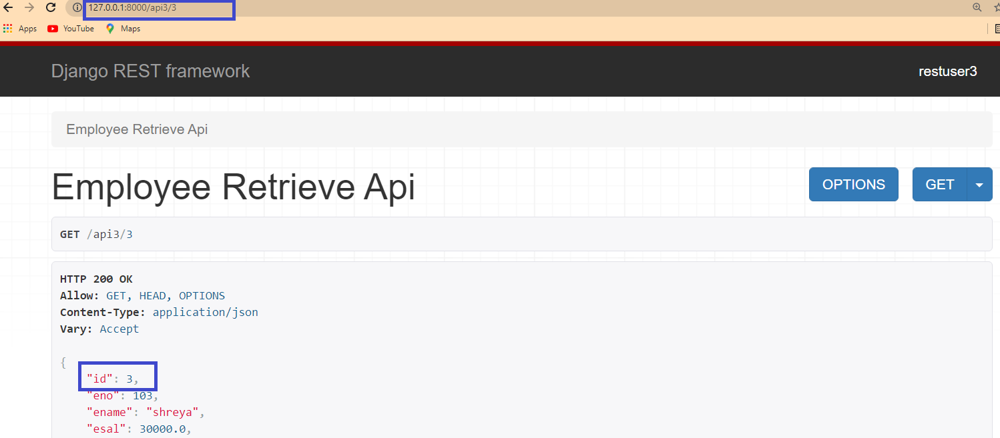 127.0.0.1:8000/api3/3
Apps YouTube Maps
Django REST framework restuser3
Employee Retrieve Api
Employee Retrieve Api OPTIONS GET
GET /api3/3
HTTP 200 OK
Allow: GET, HEAD, OPTIONS
Content-Type: application/json
Vary: Accept
{
"id": 3,
"eno": 103,
"ename": "shreya",
"esal": 30000.0,